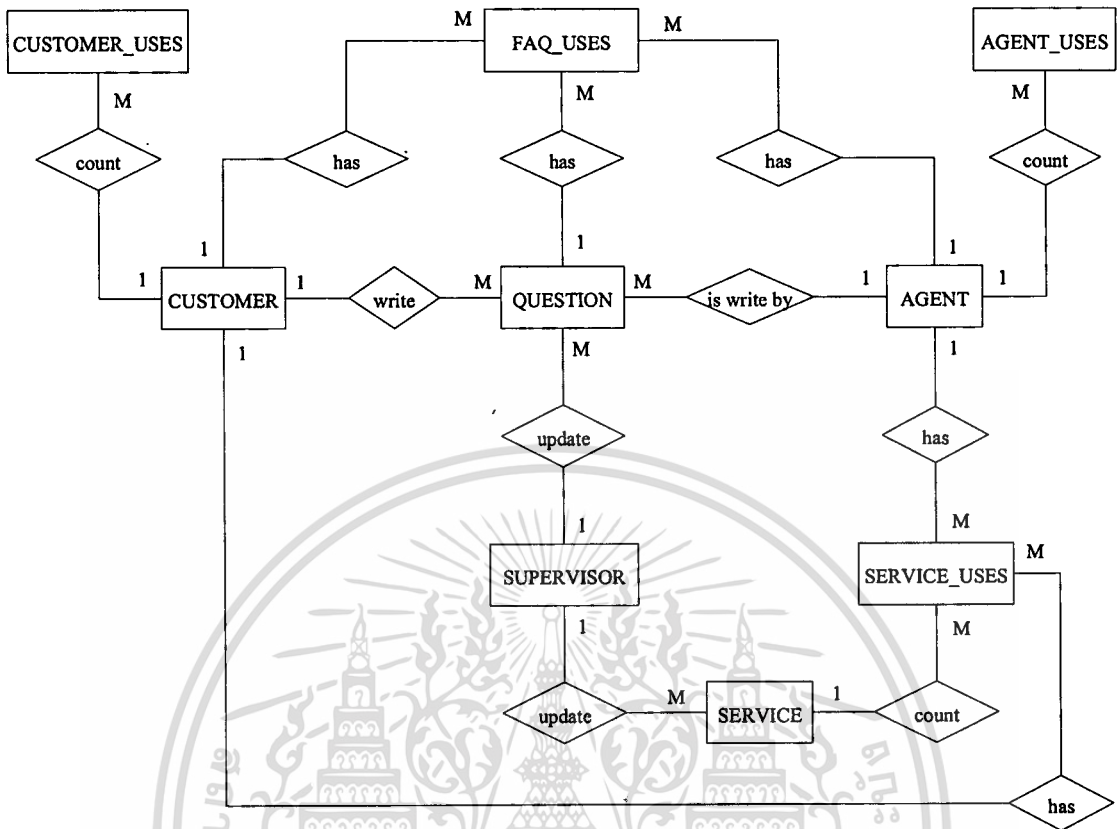 CUSTOMER_USES
M
FAQ_USES
M
AGENT_USES
M
M
M
count
has
has
has
count
1
1
1
1
CUSTOMER
1
write
M
QUESTION
M
is write by
1
AGENT
1
1
M
1
update
has
1
M
SUPERVISOR
SERVICE_USES
M
1
M
update
M
SERVICE
1
count
has